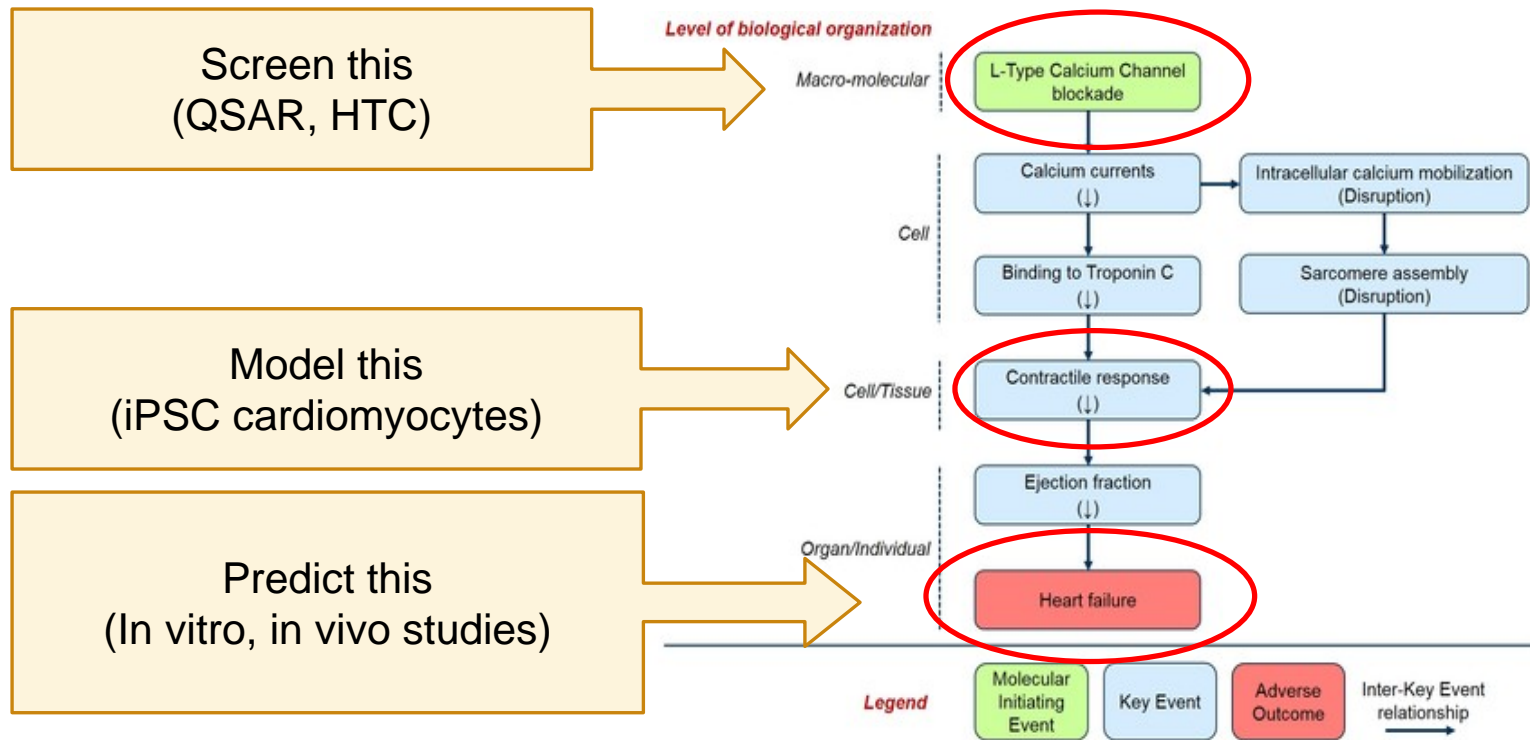 Screen this
(QSAR, HTC)
Model this
(iPSC cardiomyocytes)
Predict this
(In vitro, in vivo studies)
Level of biological organization
Macro-molecular
L-Type Calcium Channel
blockade
Cell
Calcium currents
(↓)
Intracellular calcium mobilization
(Disruption)
Binding to Troponin C
(↓)
Sarcomere assembly
(Disruption)
Cell/Tissue
Contractile response
(↓)
Organ/Individual
Ejection fraction
(↓)
Heart failure
Legend
Molecular
Initiating
Event
Key Event
Adverse
Outcome
Inter-Key Event
relationship